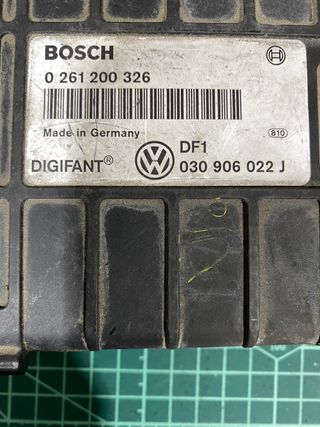 BOSCH
0 261 200 326
Made in Germany
810
DIGIFANT® DF1
030 906 022 J